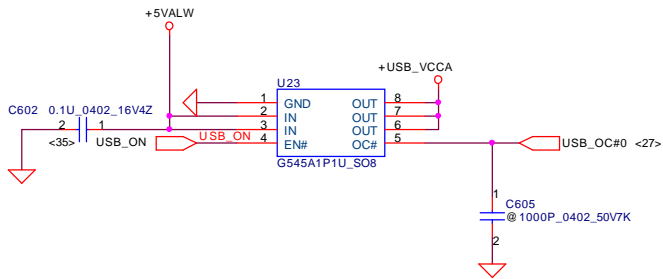 +5VALW
U23
+USB_VCCA
C602 0.1U_0402_16V4Z
1 GND OUT 8
2 IN OUT 7
3 IN OUT 6
4 EN# OC# 5
2 1
<35> USB_ON
USB_ON
G545A1P1U_SO8
USB_OC#0 <27>
1
C605
@1000P_0402_50V7K
2